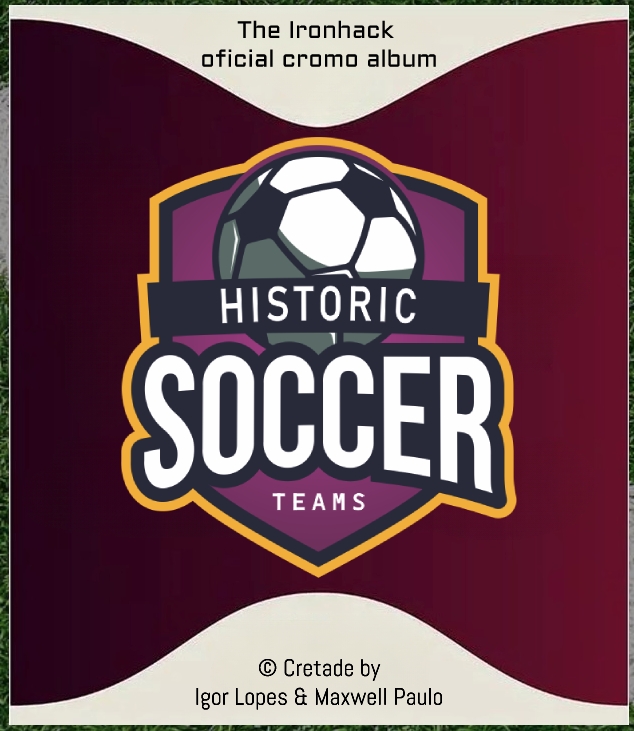 The Ironhack
oficial cromo album
HISTORIC
SOCCER
TEAMS
© Cretade by
Igor Lopes & Maxwell Paulo